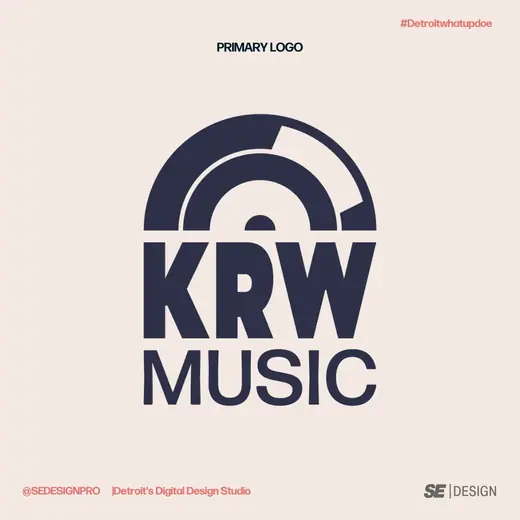 #Detroitwhatupdoe
PRIMARY LOGO
KRW
MUSIC
@SEDESIGNPRO |Detroit's Digital Design Studio
SE | DESIGN